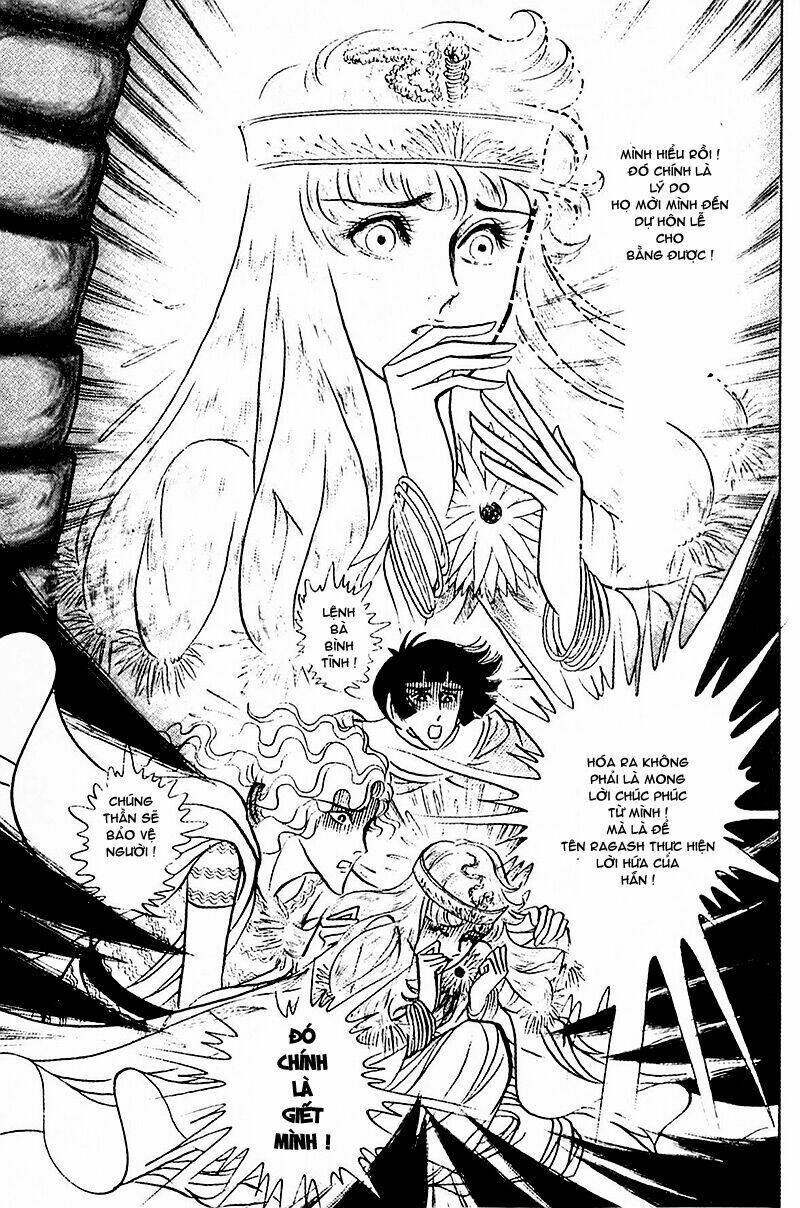 MÌNH HIỂU RỒI !
ĐÓ CHÍNH LÀ
LÝ DO
HỌ MỜI MÌNH ĐẾN
DỰ HÔN LỄ
CHO
BẰNG ĐƯỢC !
LỆNH
BÀ
BÌNH
TĨNH !
HÓA RA KHÔNG
PHẢI LÀ MONG
LỜI CHÚC PHÚC
TỪ MÌNH !
MÀ LÀ ĐỂ
TÊN RAGASH THỰC HIỆN
LỜI HỨA CỦA
HẮN !
CHÚNG
THẦN SẼ
BẢO VỆ
NGƯỜI !
ĐÓ
CHÍNH
LÀ
GIẾT
MÌNH !